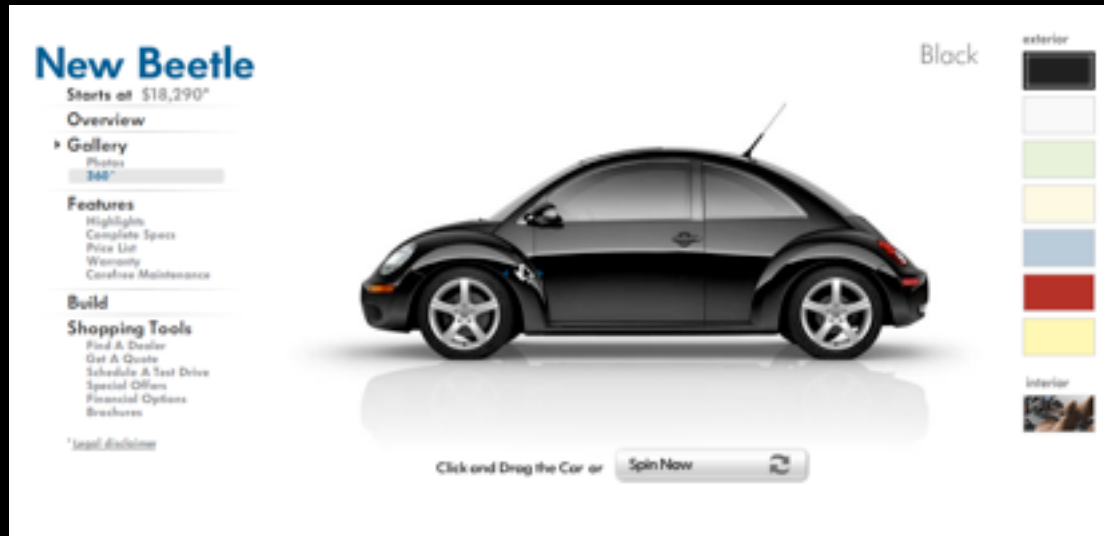 New Beetle
Starts at $18,290*
Overview
Gallery
Photos
360°
Features
Highlights
Complete Specs
Price List
Warranty
Carefree Maintenance
Build
Shopping Tools
Find A Dealer
Get A Quote
Schedule A Test Drive
Special Offers
Financial Options
Brochures
* Legal disclaimer
Black
exterior
interior
Click and Drag the Car or Spin Now